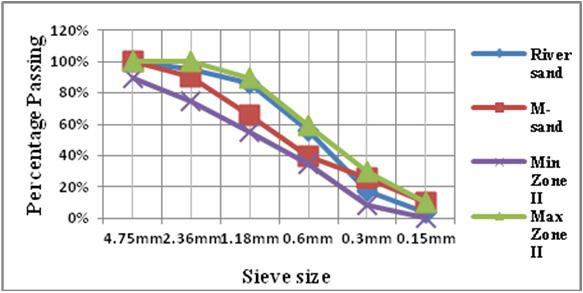 120%
100%
80%
60%
40%
20%
0%
Percentage Passing
4.75mm 2.36mm 1.18mm 0.6mm 0.3mm 0.15mm
Sieve size
River
sand
M-
sand
Min
Zone
II
Max
Zone
II